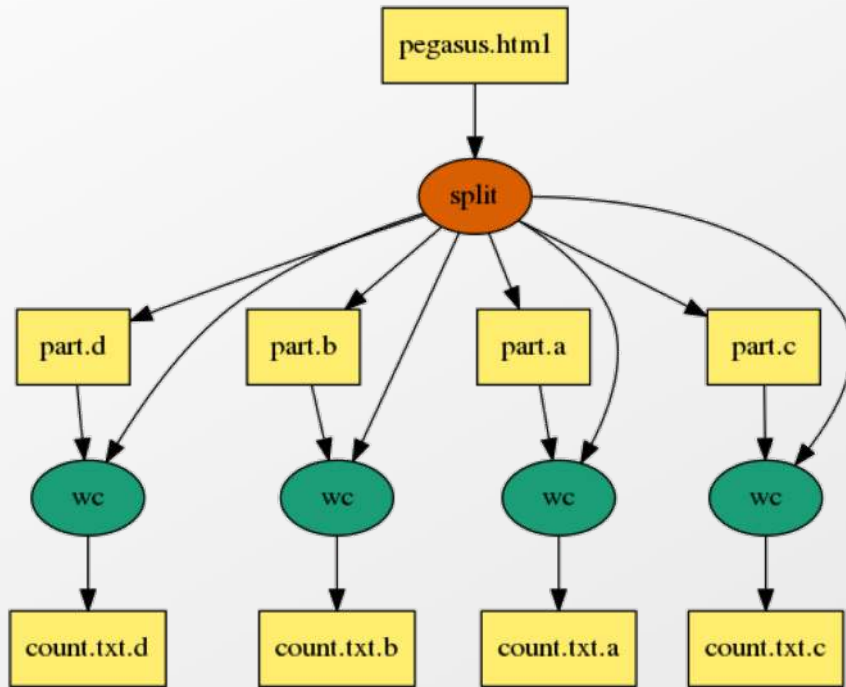 pegasus.html
split
part.d
part.b
part.a
part.c
wc
wc
wc
wc
count.txt.d
count.txt.b
count.txt.a
count.txt.c